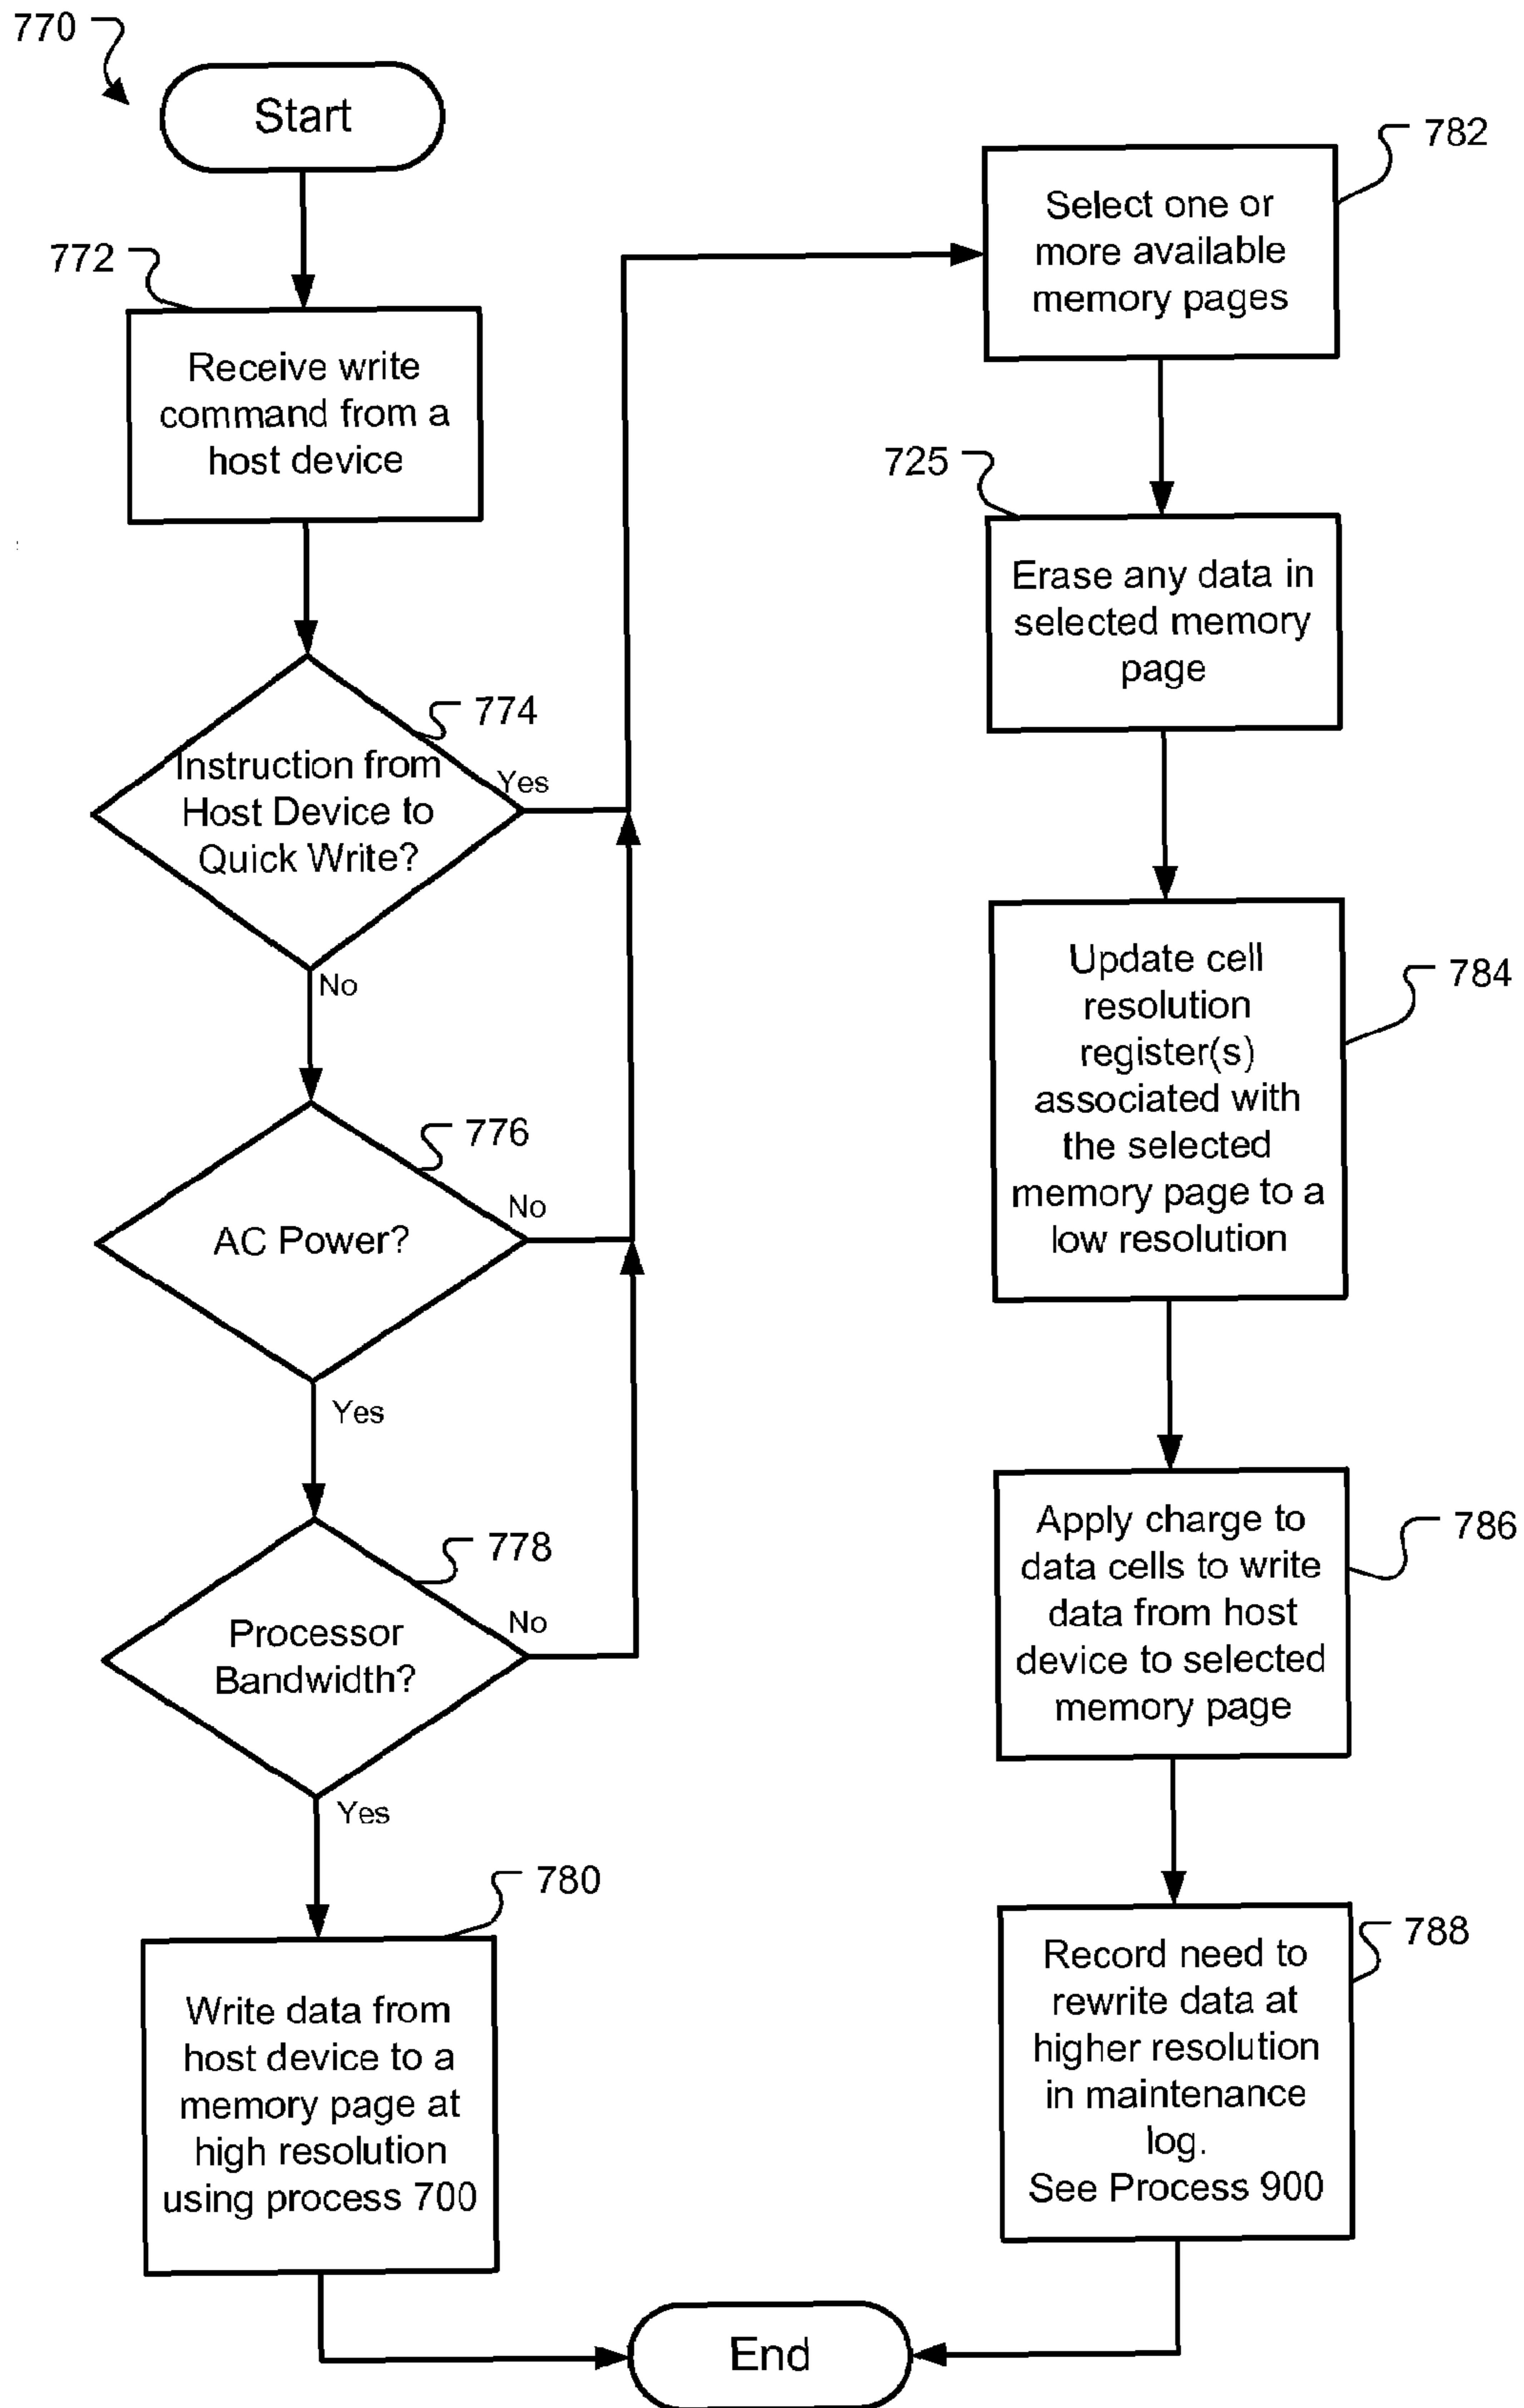 770
Start
772
Receive write
command from a
host device
774
Instruction from
Host Device to
Quick Write?
Yes
No
776
AC Power?
No
Yes
778
Processor
Bandwidth?
No
Yes
780
Write data from
host device to a
memory page at
high resolution
using process 700
782
Select one or
more available
memory pages
725
Erase any data in
selected memory
page
784
Update cell
resolution
register(s)
associated with
the selected
memory page to a
low resolution
786
Apply charge to
data cells to write
data from host
device to selected
memory page
788
Record need to
rewrite data at
higher resolution
in maintenance
log.
See Process 900
End